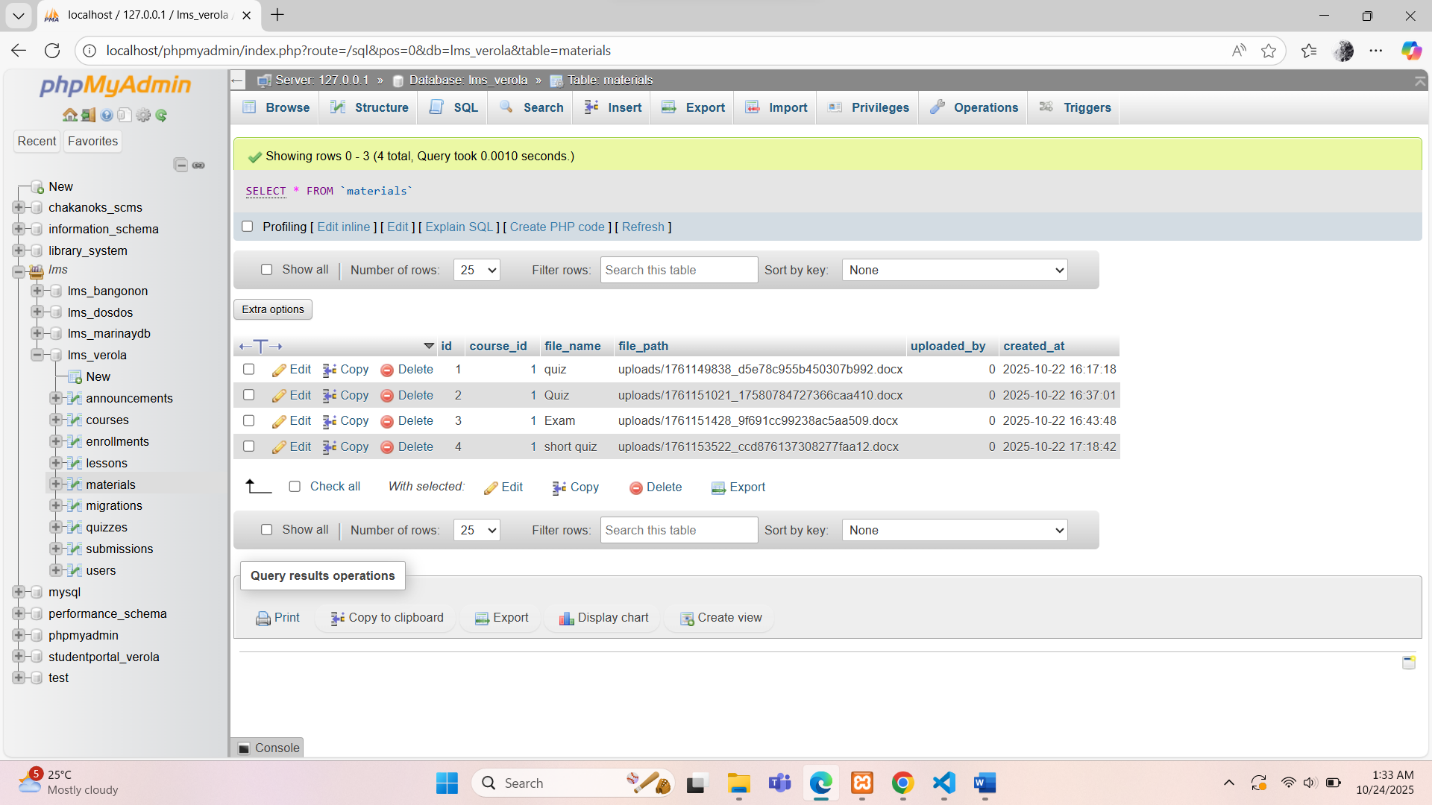 localhost / 127.0.0.1 / lms_verola
localhost/phpmyadmin/index.php?route=/sql&pos=0&db=lms_verola&table=materials
phpMyAdmin
Recent Favorites
New
chakanoks_scms
information_schema
library_system
lms
lms_bangonon
lms_dosdos
lms_marinaydb
lms_verola
New
announcements
courses
enrollments
lessons
materials
migrations
quizzes
submissions
users
mysql
performance_schema
phpmyadmin
studentportal_verola
test
Server: 127.0.0.1 » Database: lms_verola » Table: materials
Browse Structure SQL Search Insert Export Import Privileges Operations Triggers
Showing rows 0 - 3 (4 total, Query took 0.0010 seconds.)
SELECT * FROM `materials`
Profiling [ Edit inline ] [ Edit ] [ Explain SQL ] [ Create PHP code ] [ Refresh ]
Show all Number of rows: 25 Filter rows: Search this table Sort by key: None
Extra options
id course_id file_name file_path uploaded_by created_at
Edit Copy Delete 1 1 quiz uploads/1761149838_d5e78c955b450307b992.docx 0 2025-10-22 16:17:18
Edit Copy Delete 2 1 Quiz uploads/1761151021_17580784727366caa410.docx 0 2025-10-22 16:37:01
Edit Copy Delete 3 1 Exam uploads/1761151428_9f691cc99238ac5aa509.docx 0 2025-10-22 16:43:48
Edit Copy Delete 4 1 short quiz uploads/1761153522_ccd876137308277faa12.docx 0 2025-10-22 17:18:42
Check all With selected: Edit Copy Delete Export
Show all Number of rows: 25 Filter rows: Search this table Sort by key: None
Query results operations
Print Copy to clipboard Export Display chart Create view
Console
5
25°C
Mostly cloudy
Search
1:33 AM
10/24/2025